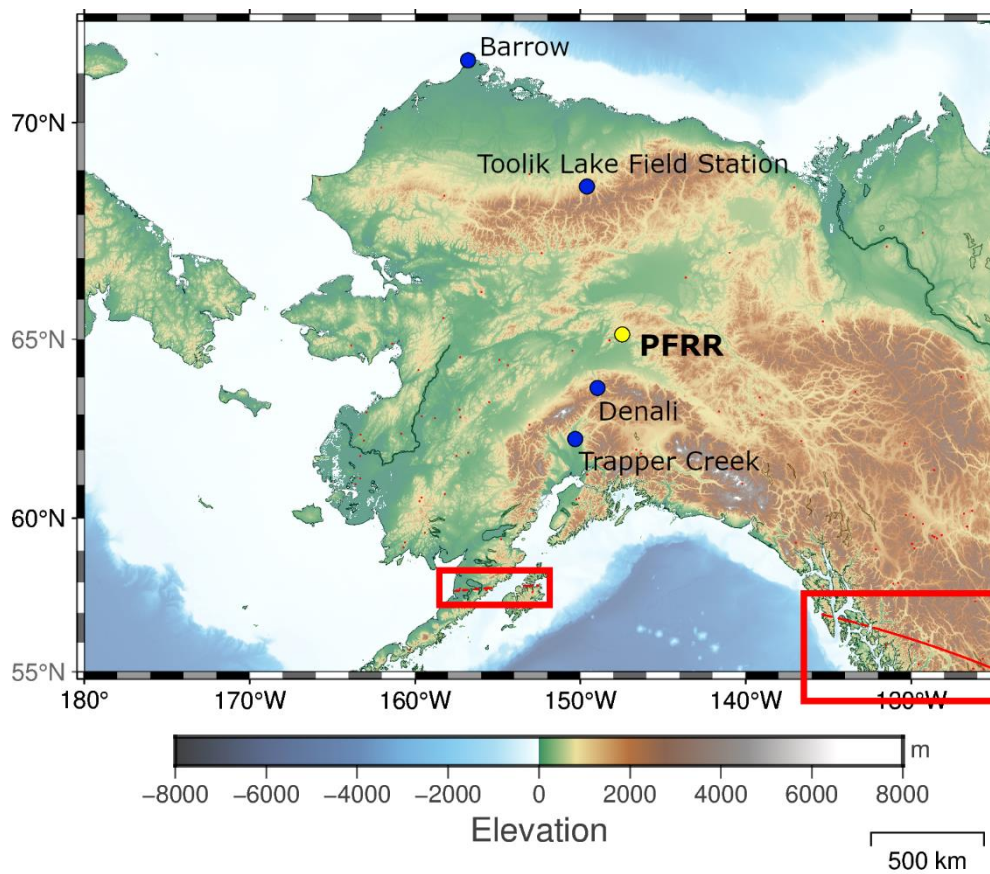 Barrow
70°N
Toolik Lake Field Station
65°N
PFRR
Denali
Trapper Creek
60°N
55°N
180° 170°W 160°W 150°W 140°W 130°W
m
−8000 −6000 −4000 −2000 0 2000 4000 6000 8000
Elevation
500 km